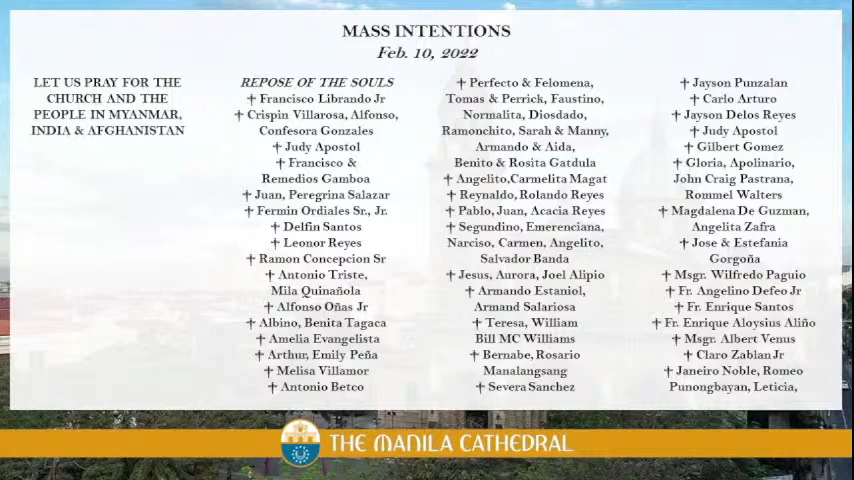 MASS INTENTIONS
Feb. 10, 2022
LET US PRAY FOR THE
CHURCH AND THE
PEOPLE IN MYANMAR,
INDIA & AFGHANISTAN
REPOSE OF THE SOULS
✝ Francisco Librando Jr
✝ Crispin Villarosa, Alfonso,
Confesora Gonzales
✝ Judy Apostol
✝ Francisco &
Remedios Gamboa
✝ Juan, Peregrina Salazar
✝ Fermin Ordiales Sr., Jr.
✝ Delfin Santos
✝ Leonor Reyes
✝ Ramon Concepcion Sr
✝ Antonio Triste,
Mila Quinañola
✝ Alfonso Oñas Jr
✝ Albino, Benita Tagaca
✝ Amelia Evangelista
✝ Arthur, Emily Peña
✝ Melisa Villamor
✝ Antonio Betco
✝ Perfecto & Felomena,
Tomas & Perrick, Faustino,
Normalita, Diosdado,
Ramonchito, Sarah & Manny,
Armando & Aida,
Benito & Rosita Gatdula
✝ Angelito,Carmelita Magat
✝ Reynaldo, Rolando Reyes
✝ Pablo, Juan, Acacia Reyes
✝ Segundino, Emerenciana,
Narciso, Carmen, Angelito,
Salvador Banda
✝ Jesus, Aurora, Joel Alipio
✝ Armando Estaniol,
Armand Salariosa
✝ Teresa, William
Bill MC Williams
✝ Bernabe, Rosario
Manalangsang
✝ Severa Sanchez
✝ Jayson Punzalan
✝ Carlo Arturo
✝ Jayson Delos Reyes
✝ Judy Apostol
✝ Gilbert Gomez
✝ Gloria, Apolinario,
John Craig Pastrana,
Rommel Walters
✝ Magdalena De Guzman,
Angelita Zafra
✝ Jose & Estefania
Gorgoña
✝ Msgr. Wilfredo Paguio
✝ Fr. Angelino Defeo Jr
✝ Fr. Enrique Santos
✝ Fr. Enrique Aloysius Aliño
✝ Msgr. Albert Venus
✝ Claro Zablan Jr
✝ Janeiro Noble, Romeo
Punongbayan, Leticia,
THE MANILA CATHEDRAL